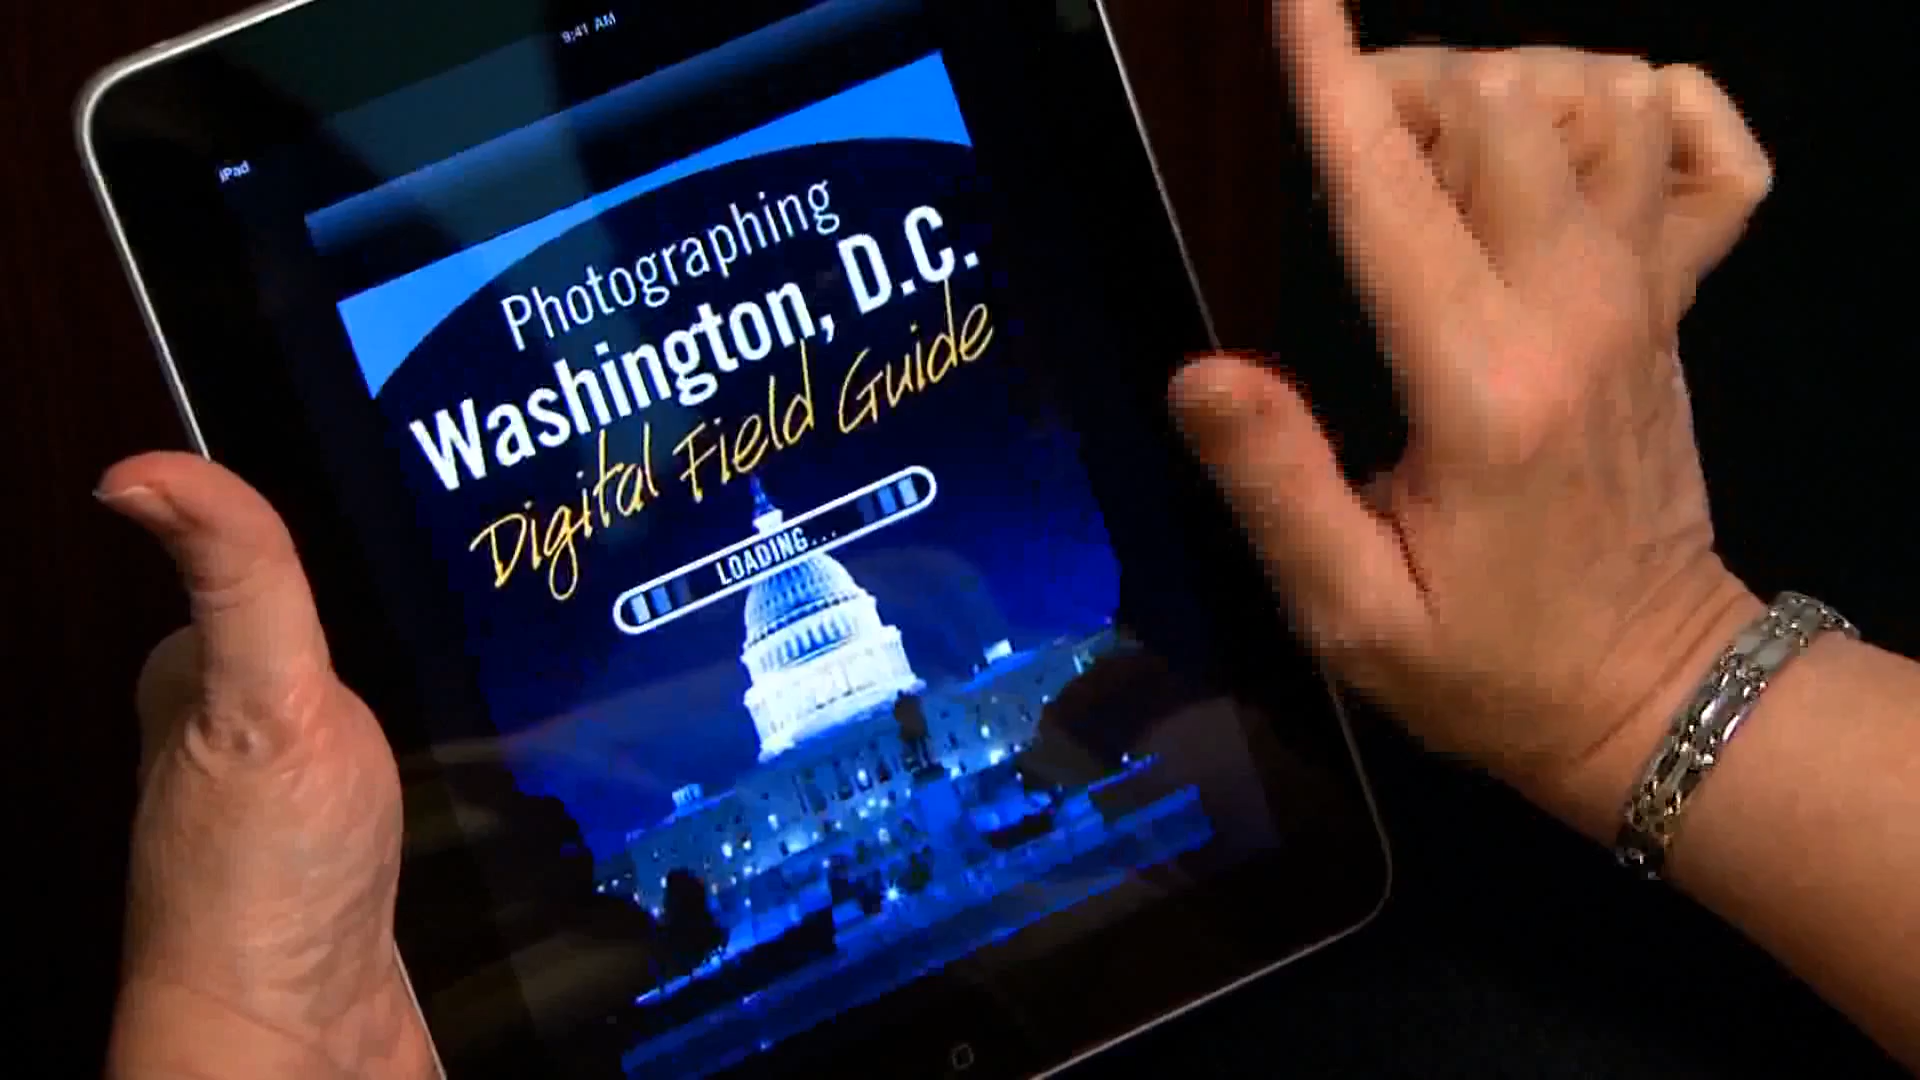 iPad
9:41 AM
Photographing
Washington, D.C.
Digital Field Guide
LOADING...